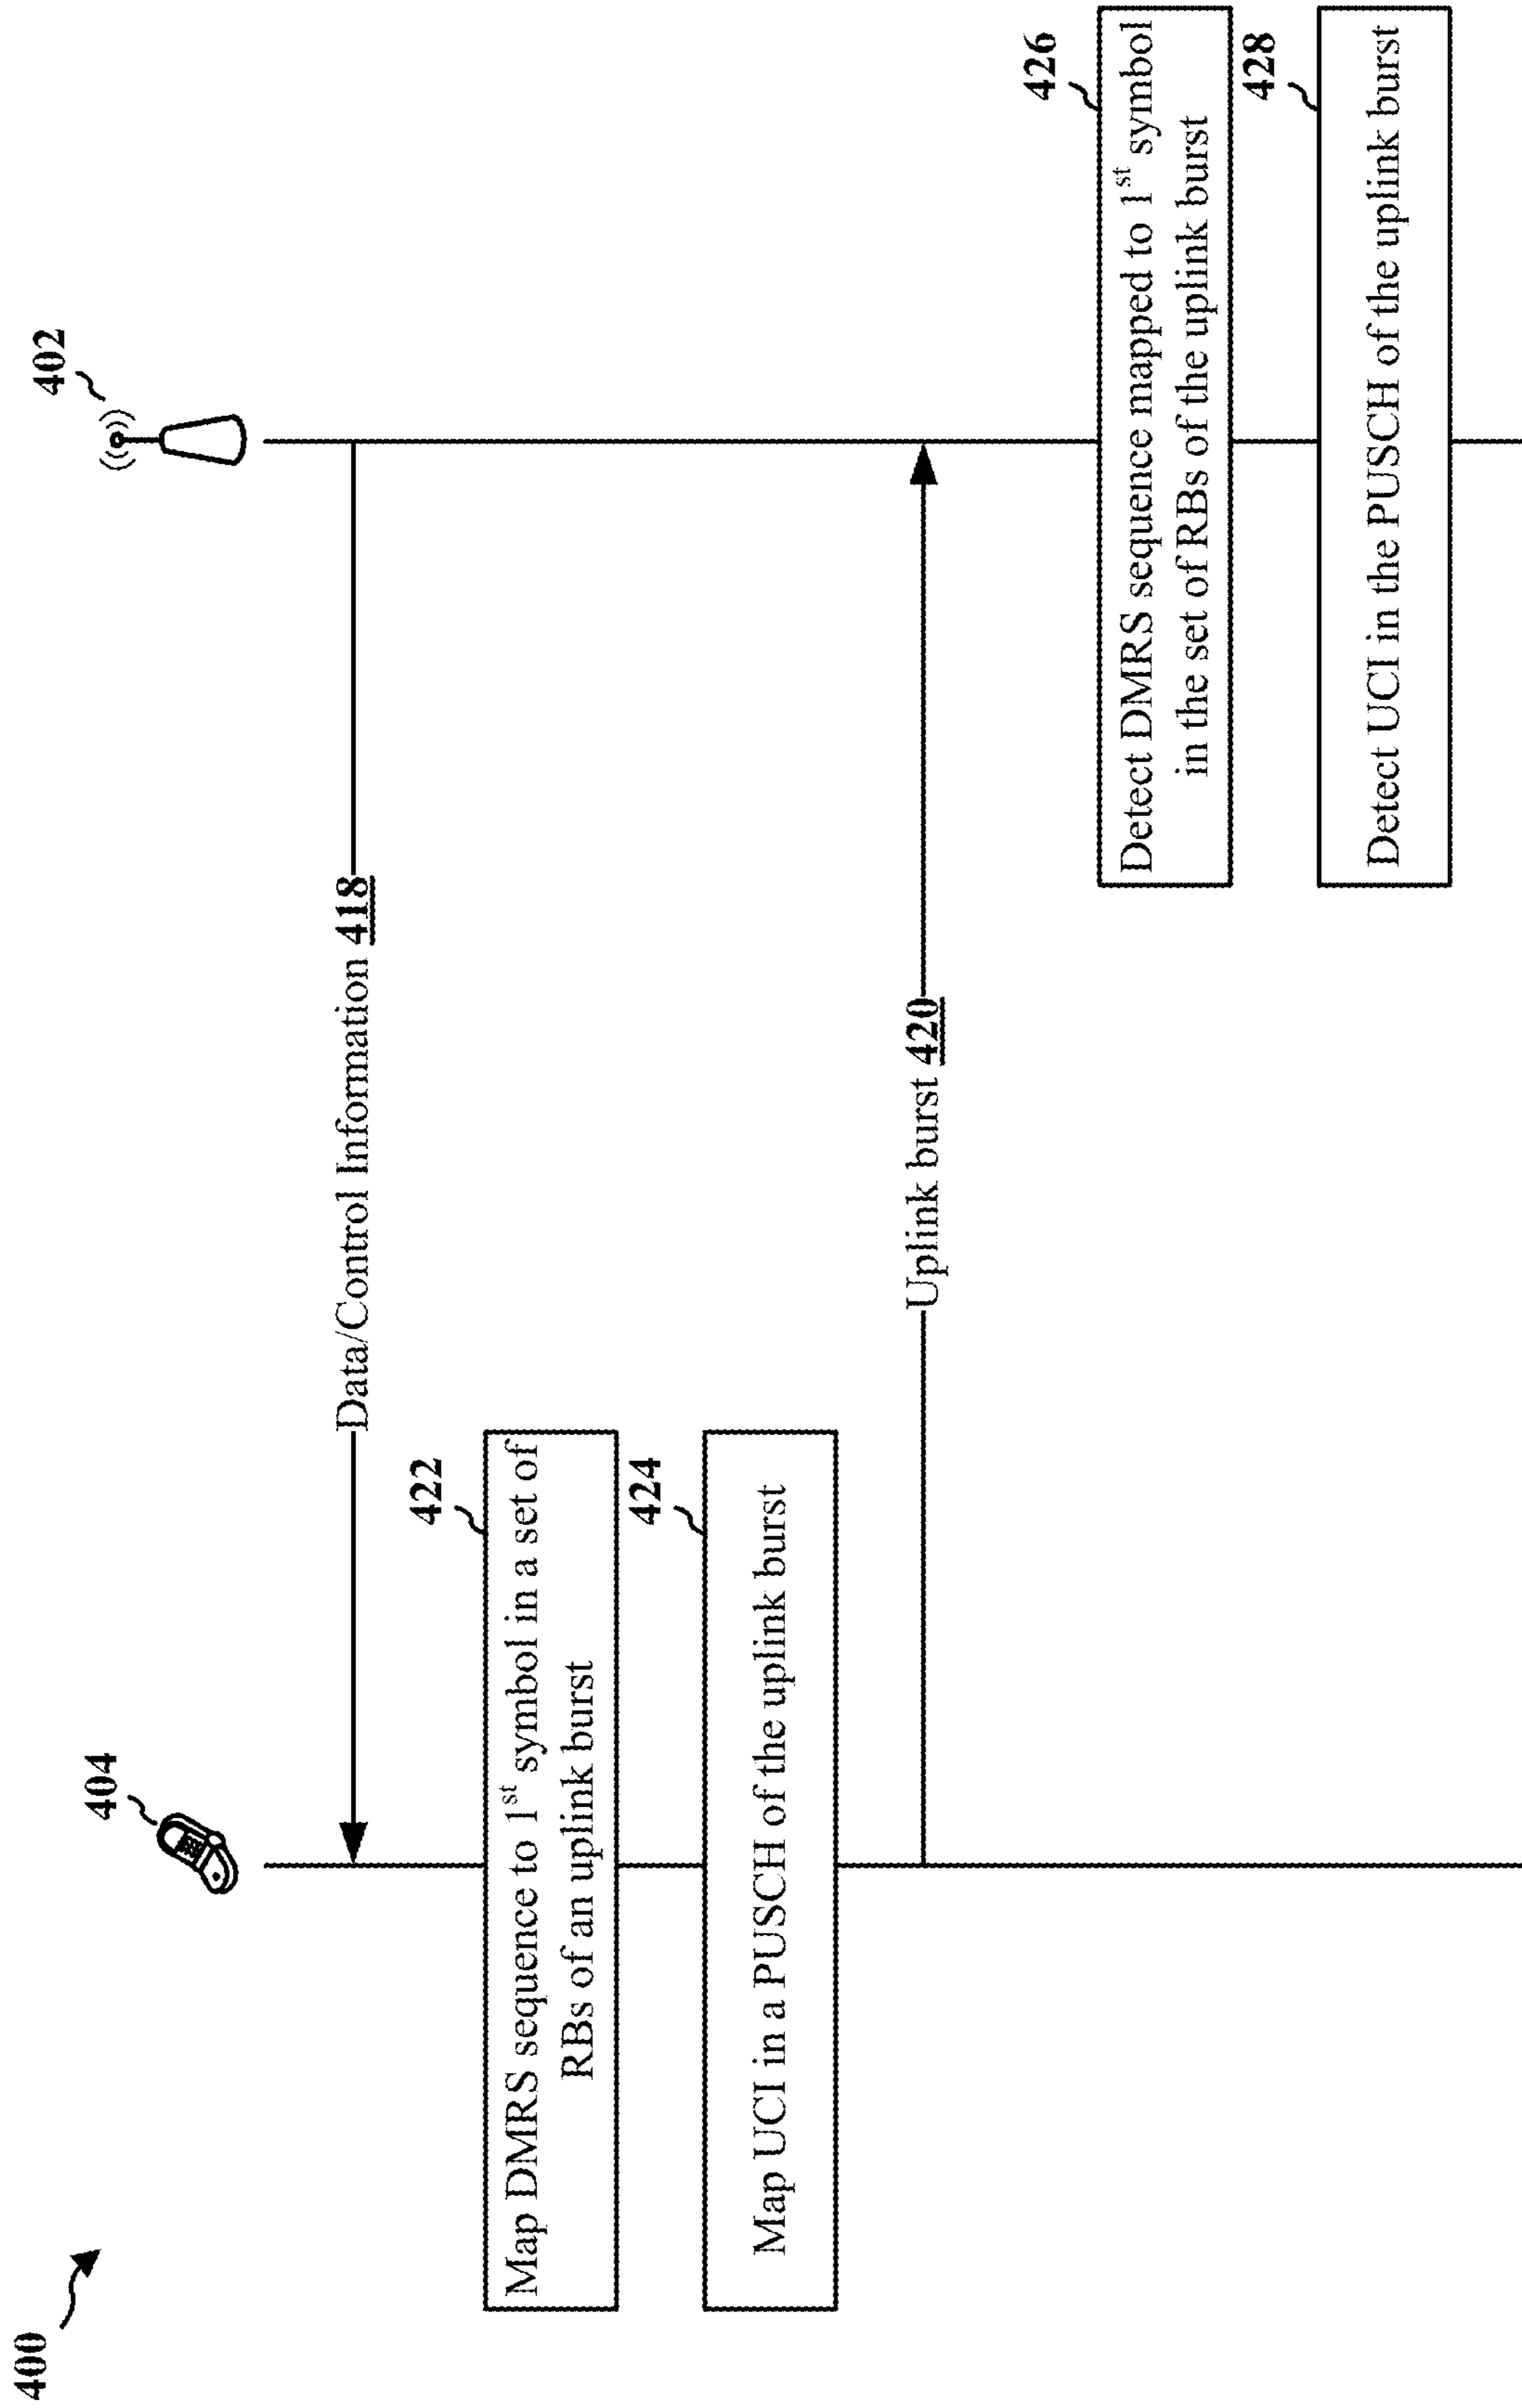 400
404
402
Data/Control Information 418
422
Map DMRS sequence to 1st symbol in a set of
RBs of an uplink burst
424
Map UCI in a PUSCH of the uplink burst
Uplink burst 420
426
Detect DMRS sequence mapped to 1st symbol
in the set of RBs of the uplink burst
428
Detect UCI in the PUSCH of the uplink burst